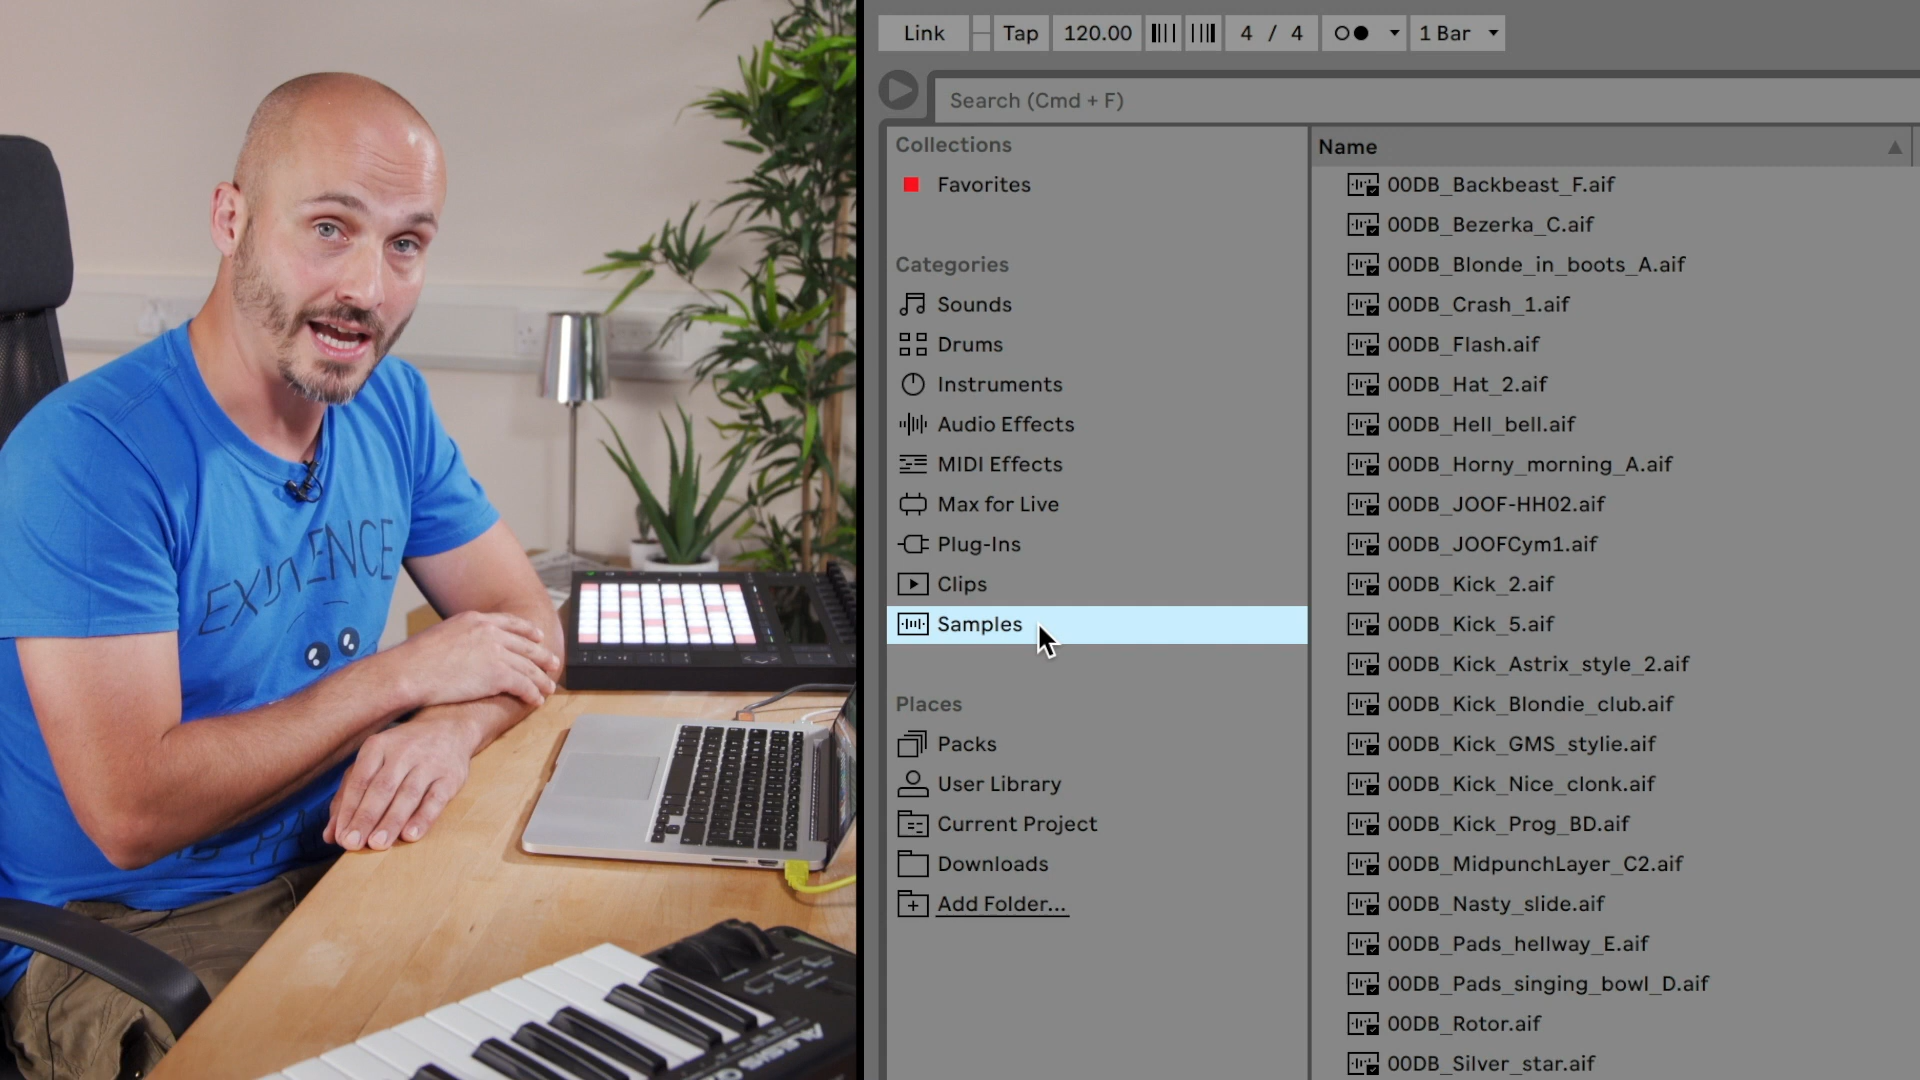 Link
Tap
120.00
4 / 4
1 Bar
Search (Cmd + F)
Collections
Favorites
Categories
Sounds
Drums
Instruments
Audio Effects
MIDI Effects
Max for Live
Plug-Ins
Clips
Samples
Places
Packs
User Library
Current Project
Downloads
Add Folder...
Name
00DB_Backbeast_F.aif
00DB_Bezerka_C.aif
00DB_Blonde_in_boots_A.aif
00DB_Crash_1.aif
00DB_Flash.aif
00DB_Hat_2.aif
00DB_Hell_bell.aif
00DB_Horny_morning_A.aif
00DB_JOOF-HH02.aif
00DB_JOOFCym1.aif
00DB_Kick_2.aif
00DB_Kick_5.aif
00DB_Kick_Astrix_style_2.aif
00DB_Kick_Blondie_club.aif
00DB_Kick_GMS_stylie.aif
00DB_Kick_Nice_clonk.aif
00DB_Kick_Prog_BD.aif
00DB_MidpunchLayer_C2.aif
00DB_Nasty_slide.aif
00DB_Pads_hellway_E.aif
00DB_Pads_singing_bowl_D.aif
00DB_Rotor.aif
00DB_Silver_star.aif